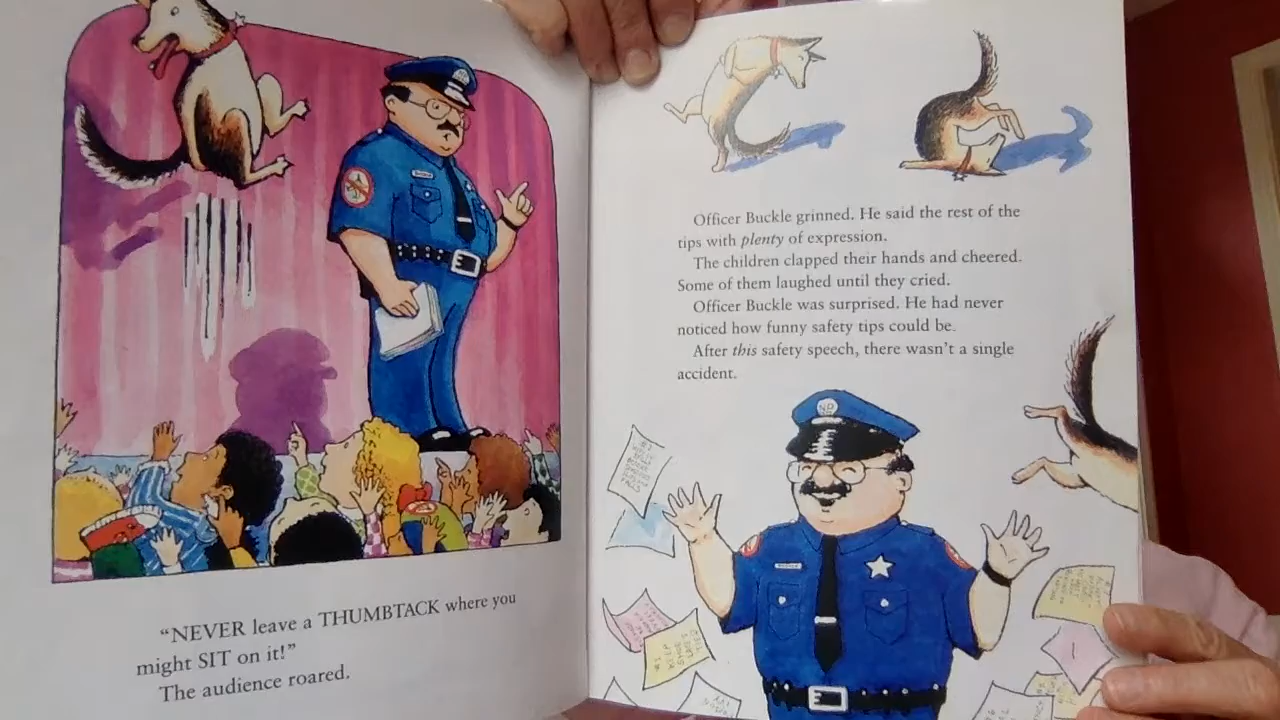 "NEVER leave a THUMBTACK where you
might SIT on it!"
The audience roared.
Officer Buckle grinned. He said the rest of the
tips with plenty of expression.
The children clapped their hands and cheered.
Some of them laughed until they cried.
Officer Buckle was surprised. He had never
noticed how funny safety tips could be.
After this safety speech, there wasn't a single
accident.